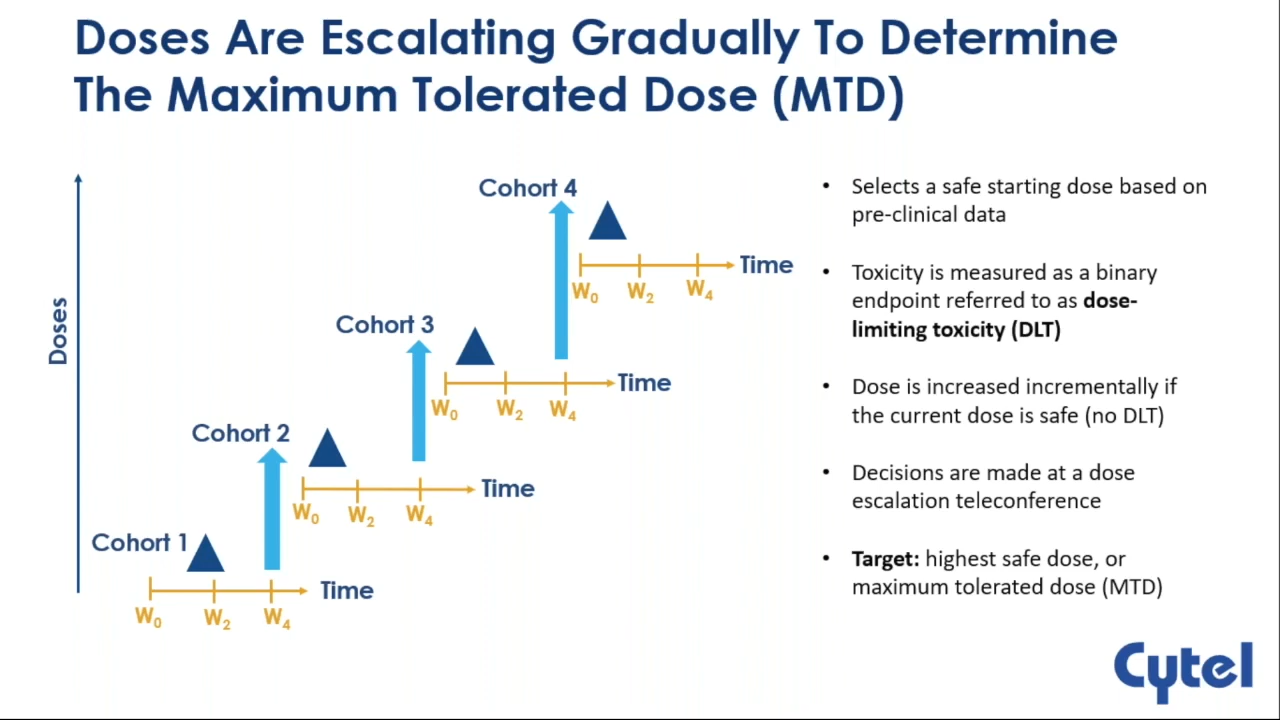 Doses Are Escalating Gradually To Determine
The Maximum Tolerated Dose (MTD)
Doses
Cohort 4
Time
W0 W2 W4
Cohort 3
Time
W0 W2 W4
Cohort 2
Time
W0 W2 W4
Cohort 1
Time
W0 W2 W4
• Selects a safe starting dose based on
pre-clinical data
• Toxicity is measured as a binary
endpoint referred to as dose-
limiting toxicity (DLT)
• Dose is increased incrementally if
the current dose is safe (no DLT)
• Decisions are made at a dose
escalation teleconference
• Target: highest safe dose, or
maximum tolerated dose (MTD)
Cytel